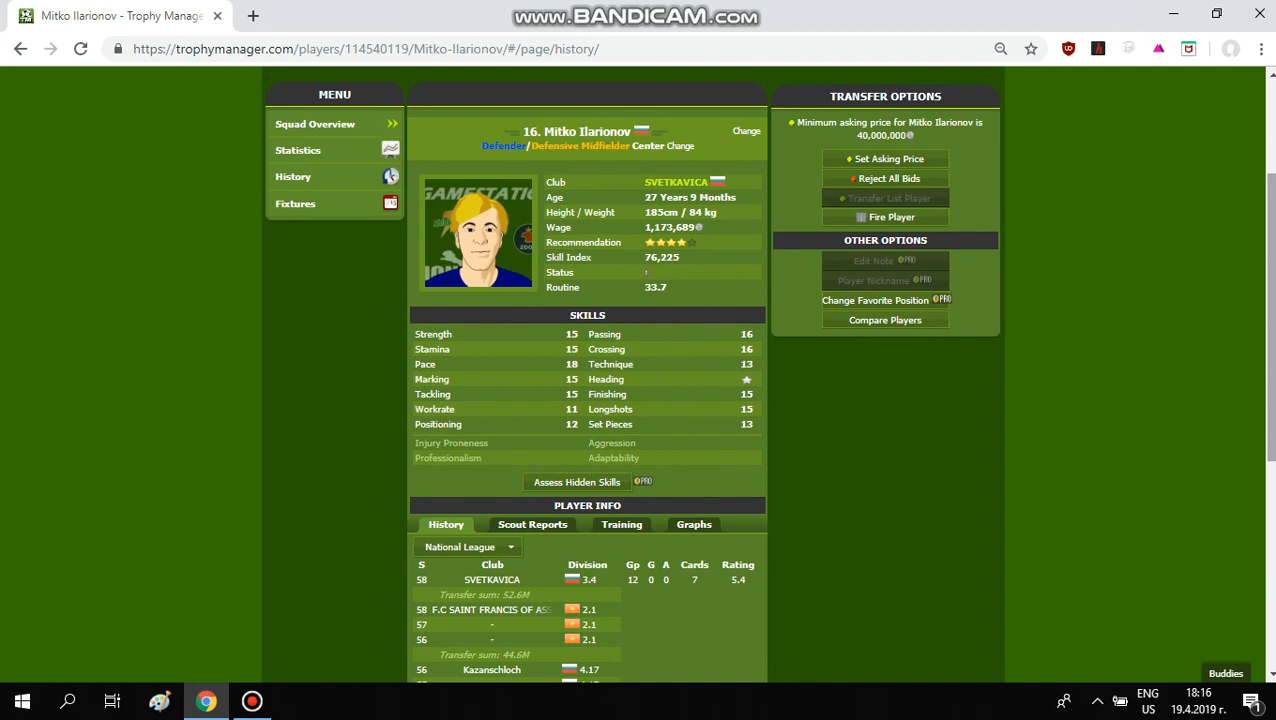 Mitko Ilarionov - Trophy Manage
www.BANDICAM.com
https://trophymanager.com/players/114540119/Mitko-Ilarionov/#/page/history/
MENU
Squad Overview
Statistics
History
Fixtures
16. Mitko Ilarionov
Change
Defender/Defensive Midfielder Center Change
Club SVETKAVICA
Age 27 Years 9 Months
Height / Weight 185cm / 84 kg
Wage 1,173,689
Recommendation
Skill Index 76,225
Status
Routine 33.7
SKILLS
Strength 15 Passing 16
Stamina 15 Crossing 16
Pace 18 Technique 13
Marking 15 Heading
Tackling 15 Finishing 15
Workrate 11 Longshots 15
Positioning 12 Set Pieces 13
Injury Proneness Aggression
Professionalism Adaptability
Assess Hidden Skills PRO
PLAYER INFO
History Scout Reports Training Graphs
National League
S Club Division Gp G A Cards Rating
58 SVETKAVICA 3.4 12 0 0 7 5.4
Transfer sum: 52.6M
58 F.C SAINT FRANCIS OF ASS 2.1
57 - 2.1
56 - 2.1
Transfer sum: 44.6M
56 Kazanschloch 4.17
TRANSFER OPTIONS
Minimum asking price for Mitko Ilarionov is
40,000,000
Set Asking Price
Reject All Bids
Transfer List Player
Fire Player
OTHER OPTIONS
Edit Note PRO
Player Nickname PRO
Change Favorite Position PRO
Compare Players
Buddies
ENG
УС
18:16
19.4.2019 г.